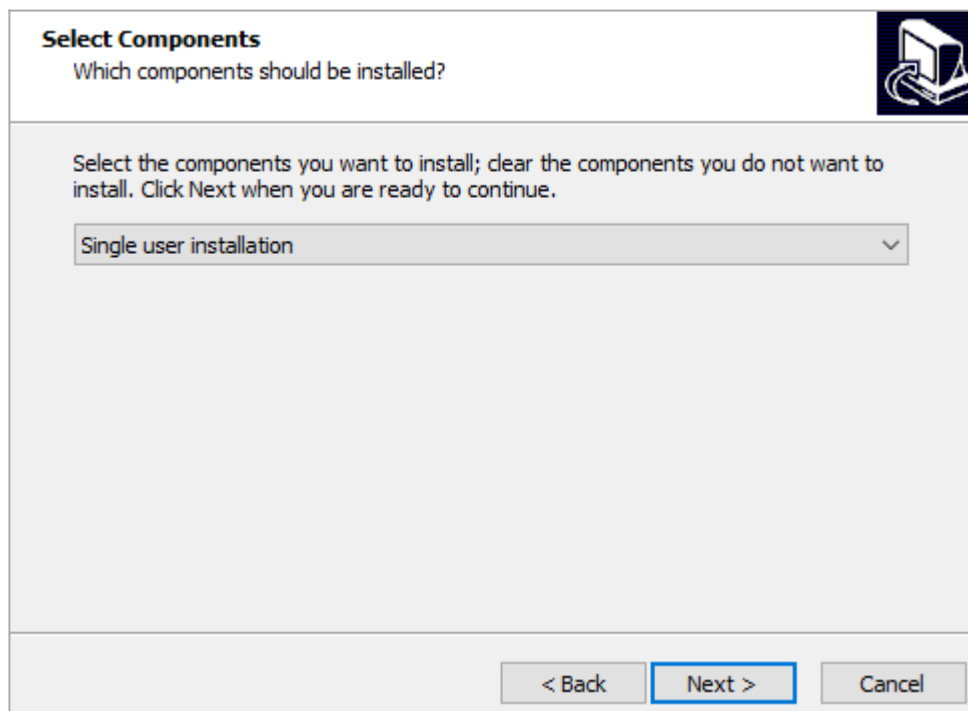 Select Components
Which components should be installed?
Select the components you want to install; clear the components you do not want to
install. Click Next when you are ready to continue.
Single user installation
< Back
Next >
Cancel